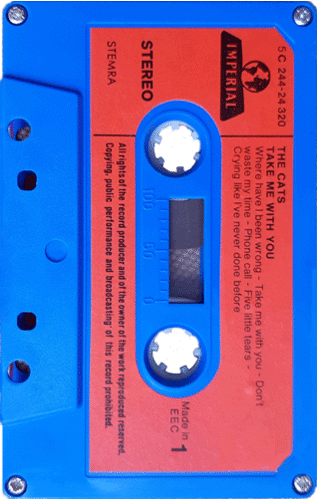 IMPERIAL
5C 244-24 320
STEREO
STEMRA
THE CATS
TAKE ME WITH YOU
Where have I been wrong - Take me with you - Don't
waste my time - Phone call - Five little tears -
Crying like I've never done before
100 50 0
Made in
EEC
1
All rights of the record producer and of the owner of the work reproduced reserved.
Copying, public performance and broadcasting of this record prohibited.